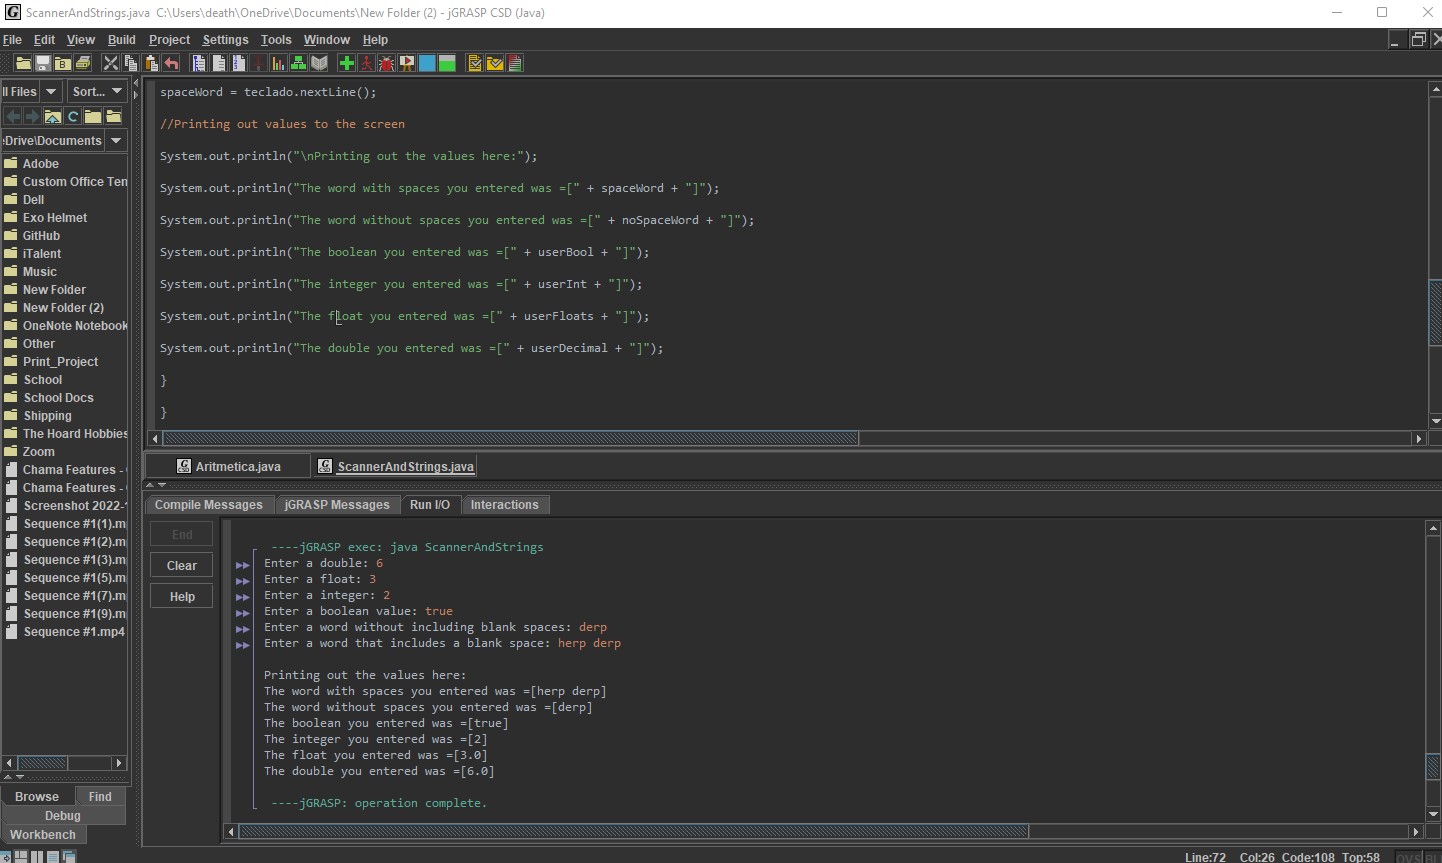 ScannerAndStrings.java C:\Users\death\OneDrive\Documents\New Folder (2) - jGRASP CSD (Java)
File Edit View Build Project Settings Tools Window Help
ll Files Sort...
eDrive\Documents
Adobe
Custom Office Ten
Dell
Exo Helmet
GitHub
iTalent
Music
New Folder
New Folder (2)
OneNote Notebook
Other
Print_Project
School
School Docs
Shipping
The Hoard Hobbies
Zoom
Chama Features -
Chama Features -
Screenshot 2022-
Sequence #1(1).m
Sequence #1(2).m
Sequence #1(3).m
Sequence #1(5).m
Sequence #1(7).m
Sequence #1(9).m
Sequence #1.mp4
Browse Find
Debug
Workbench
spaceWord = teclado.nextLine();
//Printing out values to the screen
System.out.println("\nPrinting out the values here:");
System.out.println("The word with spaces you entered was =[" + spaceWord + "]");
System.out.println("The word without spaces you entered was =[" + noSpaceWord + "]");
System.out.println("The boolean you entered was =[" + userBool + "]");
System.out.println("The integer you entered was =[" + userInt + "]");
System.out.println("The float you entered was =[" + userFloats + "]");
System.out.println("The double you entered was =[" + userDecimal + "]");
}
}
Aritmetica.java ScannerAndStrings.java
Compile Messages jGRASP Messages Run I/O Interactions
End
Clear
Help
----jGRASP exec: java ScannerAndStrings
Enter a double: 6
Enter a float: 3
Enter a integer: 2
Enter a boolean value: true
Enter a word without including blank spaces: derp
Enter a word that includes a blank space: herp derp
Printing out the values here:
The word with spaces you entered was =[herp derp]
The word without spaces you entered was =[derp]
The boolean you entered was =[true]
The integer you entered was =[2]
The float you entered was =[3.0]
The double you entered was =[6.0]
----jGRASP: operation complete.
Line:72 Col:26 Code:108 Top:58 OVS